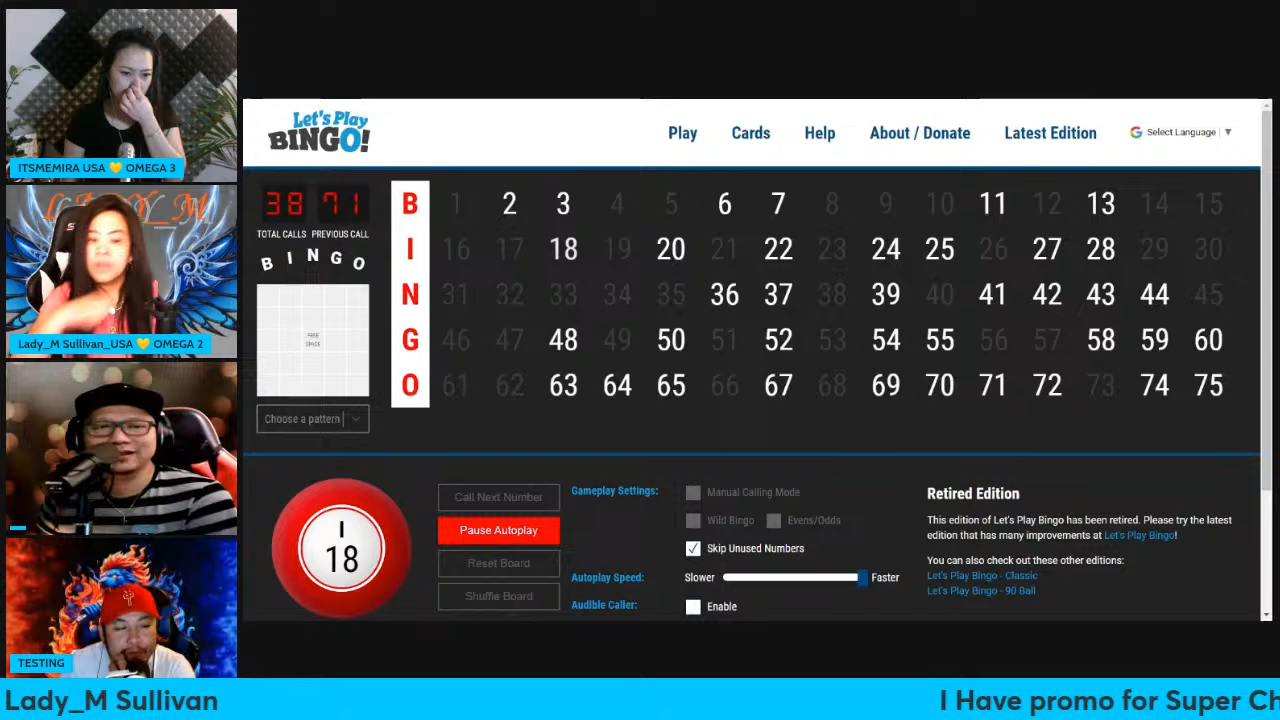 ITSMEMIRA USA 💛 OMEGA 3
LADY_M
Lady_M Sullivan_USA 💛 OMEGA 2
TESTING
Let's Play
BINGO!
Play Cards Help About / Donate Latest Edition Select Language ▼
38 71
TOTAL CALLS PREVIOUS CALL
B I N G O
FREE
SPACE
Choose a pattern
B 1 2 3 4 5 6 7 8 9 10 11 12 13 14 15
I 16 17 18 19 20 21 22 23 24 25 26 27 28 29 30
N 31 32 33 34 35 36 37 38 39 40 41 42 43 44 45
G 46 47 48 49 50 51 52 53 54 55 56 57 58 59 60
O 61 62 63 64 65 66 67 68 69 70 71 72 73 74 75
I
18
Call Next Number
Pause Autoplay
Reset Board
Shuffle Board
Gameplay Settings:
Manual Calling Mode
Wild Bingo Evens/Odds
Skip Unused Numbers
Autoplay Speed: Slower Faster
Audible Caller: Enable
Retired Edition
This edition of Let's Play Bingo has been retired. Please try the latest
edition that has many improvements at Let's Play Bingo!
You can also check out these other editions:
Let's Play Bingo - Classic
Let's Play Bingo - 90 Ball
Lady_M Sullivan I Have promo for Super Ch